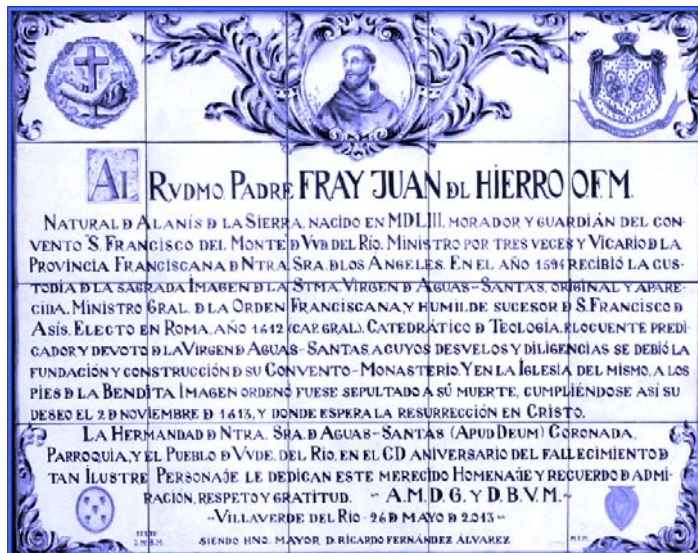 AL RVDMO. PADRE FRAY JUAN DL HIERRO O.F.M.
NATURAL D ALANÍS D LA SIERRA, NACIDO EN MDLIII, MORADOR Y GUARDIÁN DEL CON-
VENTO "S. FRANCISCO DEL MONTE D VVD DEL RÍO, MINISTRO POR TRES VECES Y VICARIO D LA
PROVINCIA FRANCISCANA D NTRA. SRA. D LOS ANGELES. EN EL AÑO 1594 RECIBIÓ LA CUS-
TODIA D LA SAGRADA IMAGEN D LA STMA. VIRGEN D AGUAS-SANTAS, ORIGINAL Y APARE-
CIDA. MINISTRO GRAL. D LA ORDEN FRANCISCANA, Y HUMILDE SUCESOR D S. FRANCISCO D
ASÍS. ELECTO EN ROMA, AÑO 1612 (CAP. GRAL). CATEDRÁTICO D TEOLOGÍA, ELOCUENTE PREDI-
CADOR Y DEVOTO D LA VIRGEN D AGUAS-SANTAS, A CUYOS DESVELOS Y DILIGENCIAS SE DEBIÓ LA
FUNDACIÓN Y CONSTRUCCIÓN D SU CONVENTO-MONASTERIO. Y EN LA IGLESIA DEL MISMO, A LOS
PIES D LA BENDITA IMAGEN ORDENÓ FUESE SEPULTADO A SÚ MUERTE, CUMPLIÉNDOSE ASÍ SU
DESEO EL 2 D NOVIEMBRE D 1613, Y DONDE ESPERA LA RESURRECCIÓN EN CRISTO.
LA HERMANDAD D NTRA. SRA. D AGUAS-SANTAS (APUD DEUM) CORONADA,
PARROQUIA, Y EL PUEBLO D VVDE. DEL RÍO, EN EL CD ANIVERSARIO DEL FALLECIMIENTO D
TAN ILUSTRE PERSONAJE LE DEDICAN ESTE MERECIDO HOMENAJE Y RECUERDO D ADMI-
RACIÓN, RESPETO Y GRATITUD. ~ A.M.D.G. Y D.B.V.M. ~
~ VILLAVERDE DEL RÍO - 26 D MAYO D 2013 ~
SIENDO HNO. MAYOR D. RICARDO FERNÁNDEZ ÁLVAREZ